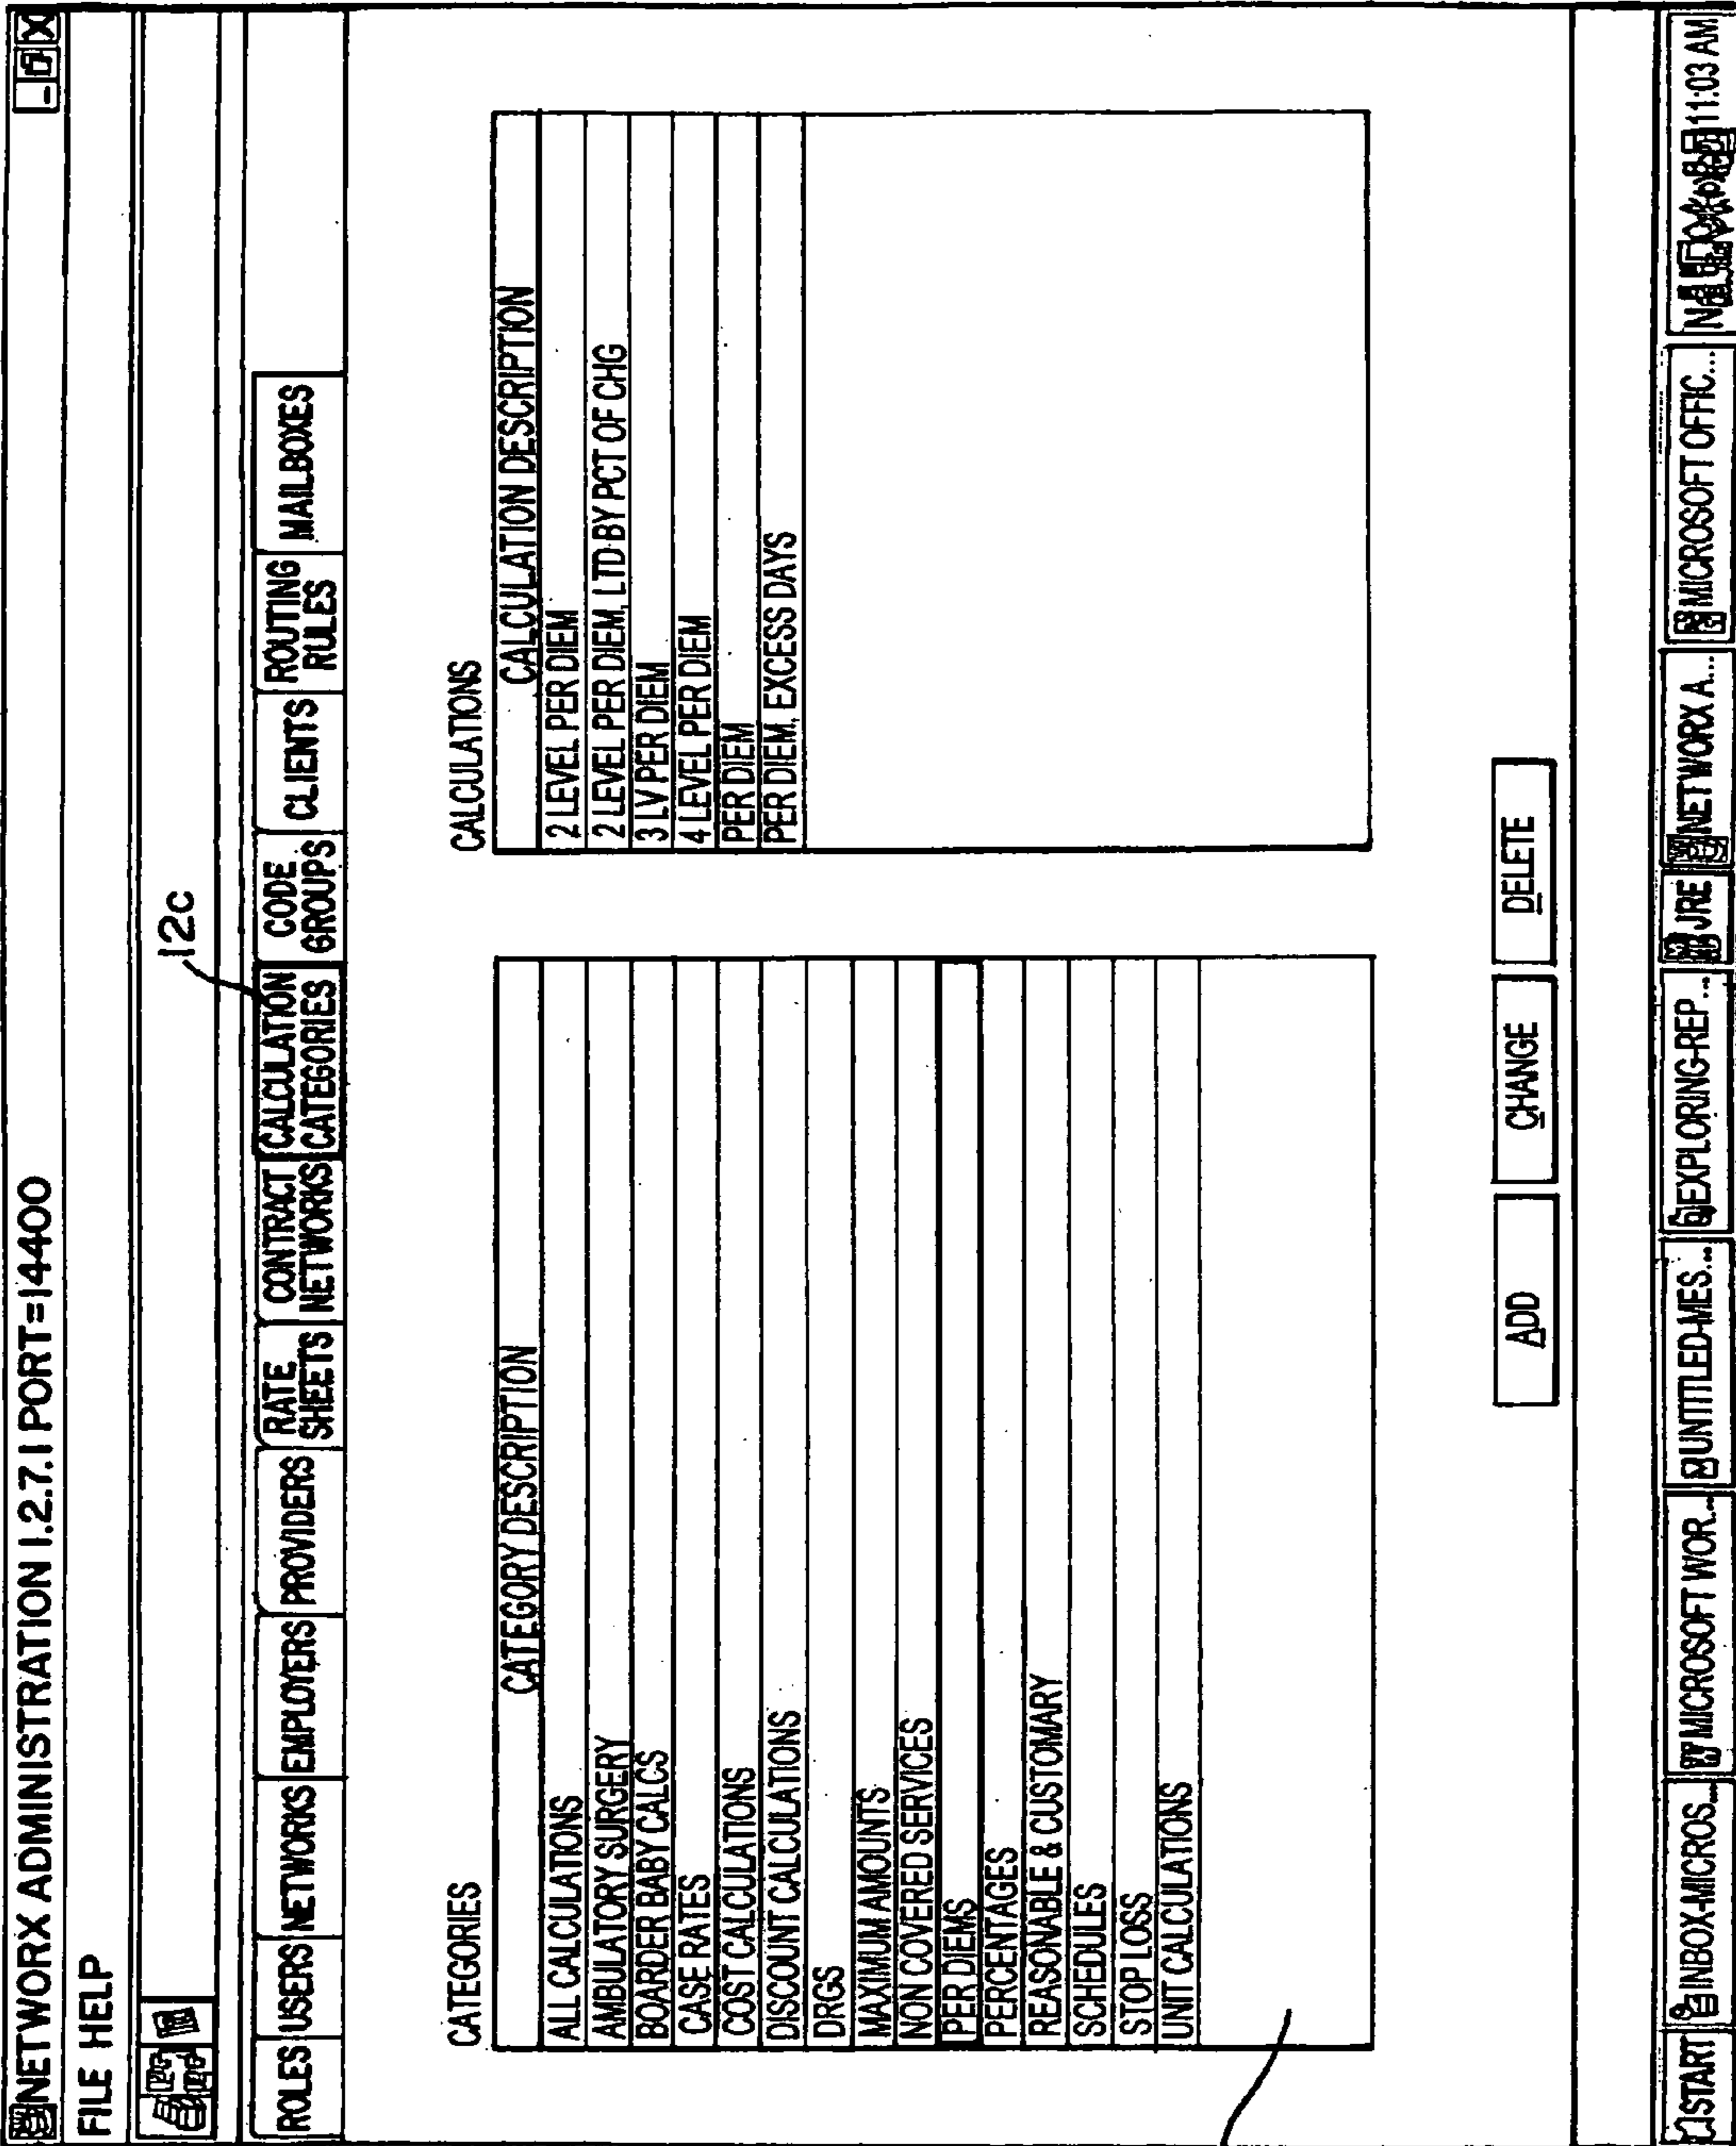 NETWORX ADMINISTRATION 1.2.7.1 PORT=14400
FILE HELP
12c
ROLES USERS NETWORKS EMPLOYERS PROVIDERS RATE SHEETS CONTRACT NETWORKS CALCULATION CATEGORIES CODE GROUPS CLIENTS ROUTING RULES MAILBOXES
CATEGORIES
CATEGORY DESCRIPTION
ALL CALCULATIONS
AMBULATORY SURGERY
BOARDER BABY CALCS
CASE RATES
COST CALCULATIONS
DISCOUNT CALCULATIONS
DRGS
MAXIMUM AMOUNTS
NON COVERED SERVICES
PER DIEMS
PERCENTAGES
REASONABLE & CUSTOMARY
SCHEDULES
STOP LOSS
UNIT CALCULATIONS
CALCULATIONS
CALCULATION DESCRIPTION
2 LEVEL PER DIEM
2 LEVEL PER DIEM, LTD BY PCT OF CHG
3 LV PER DIEM
4 LEVEL PER DIEM
PER DIEM
PER DIEM, EXCESS DAYS
ADD CHANGE DELETE
START INBOX-MICROS... MICROSOFT WOR... UNTITLED-MES... EXPLORING-REP... JRE NETWORX A... MICROSOFT OFFIC... 11:03 AM